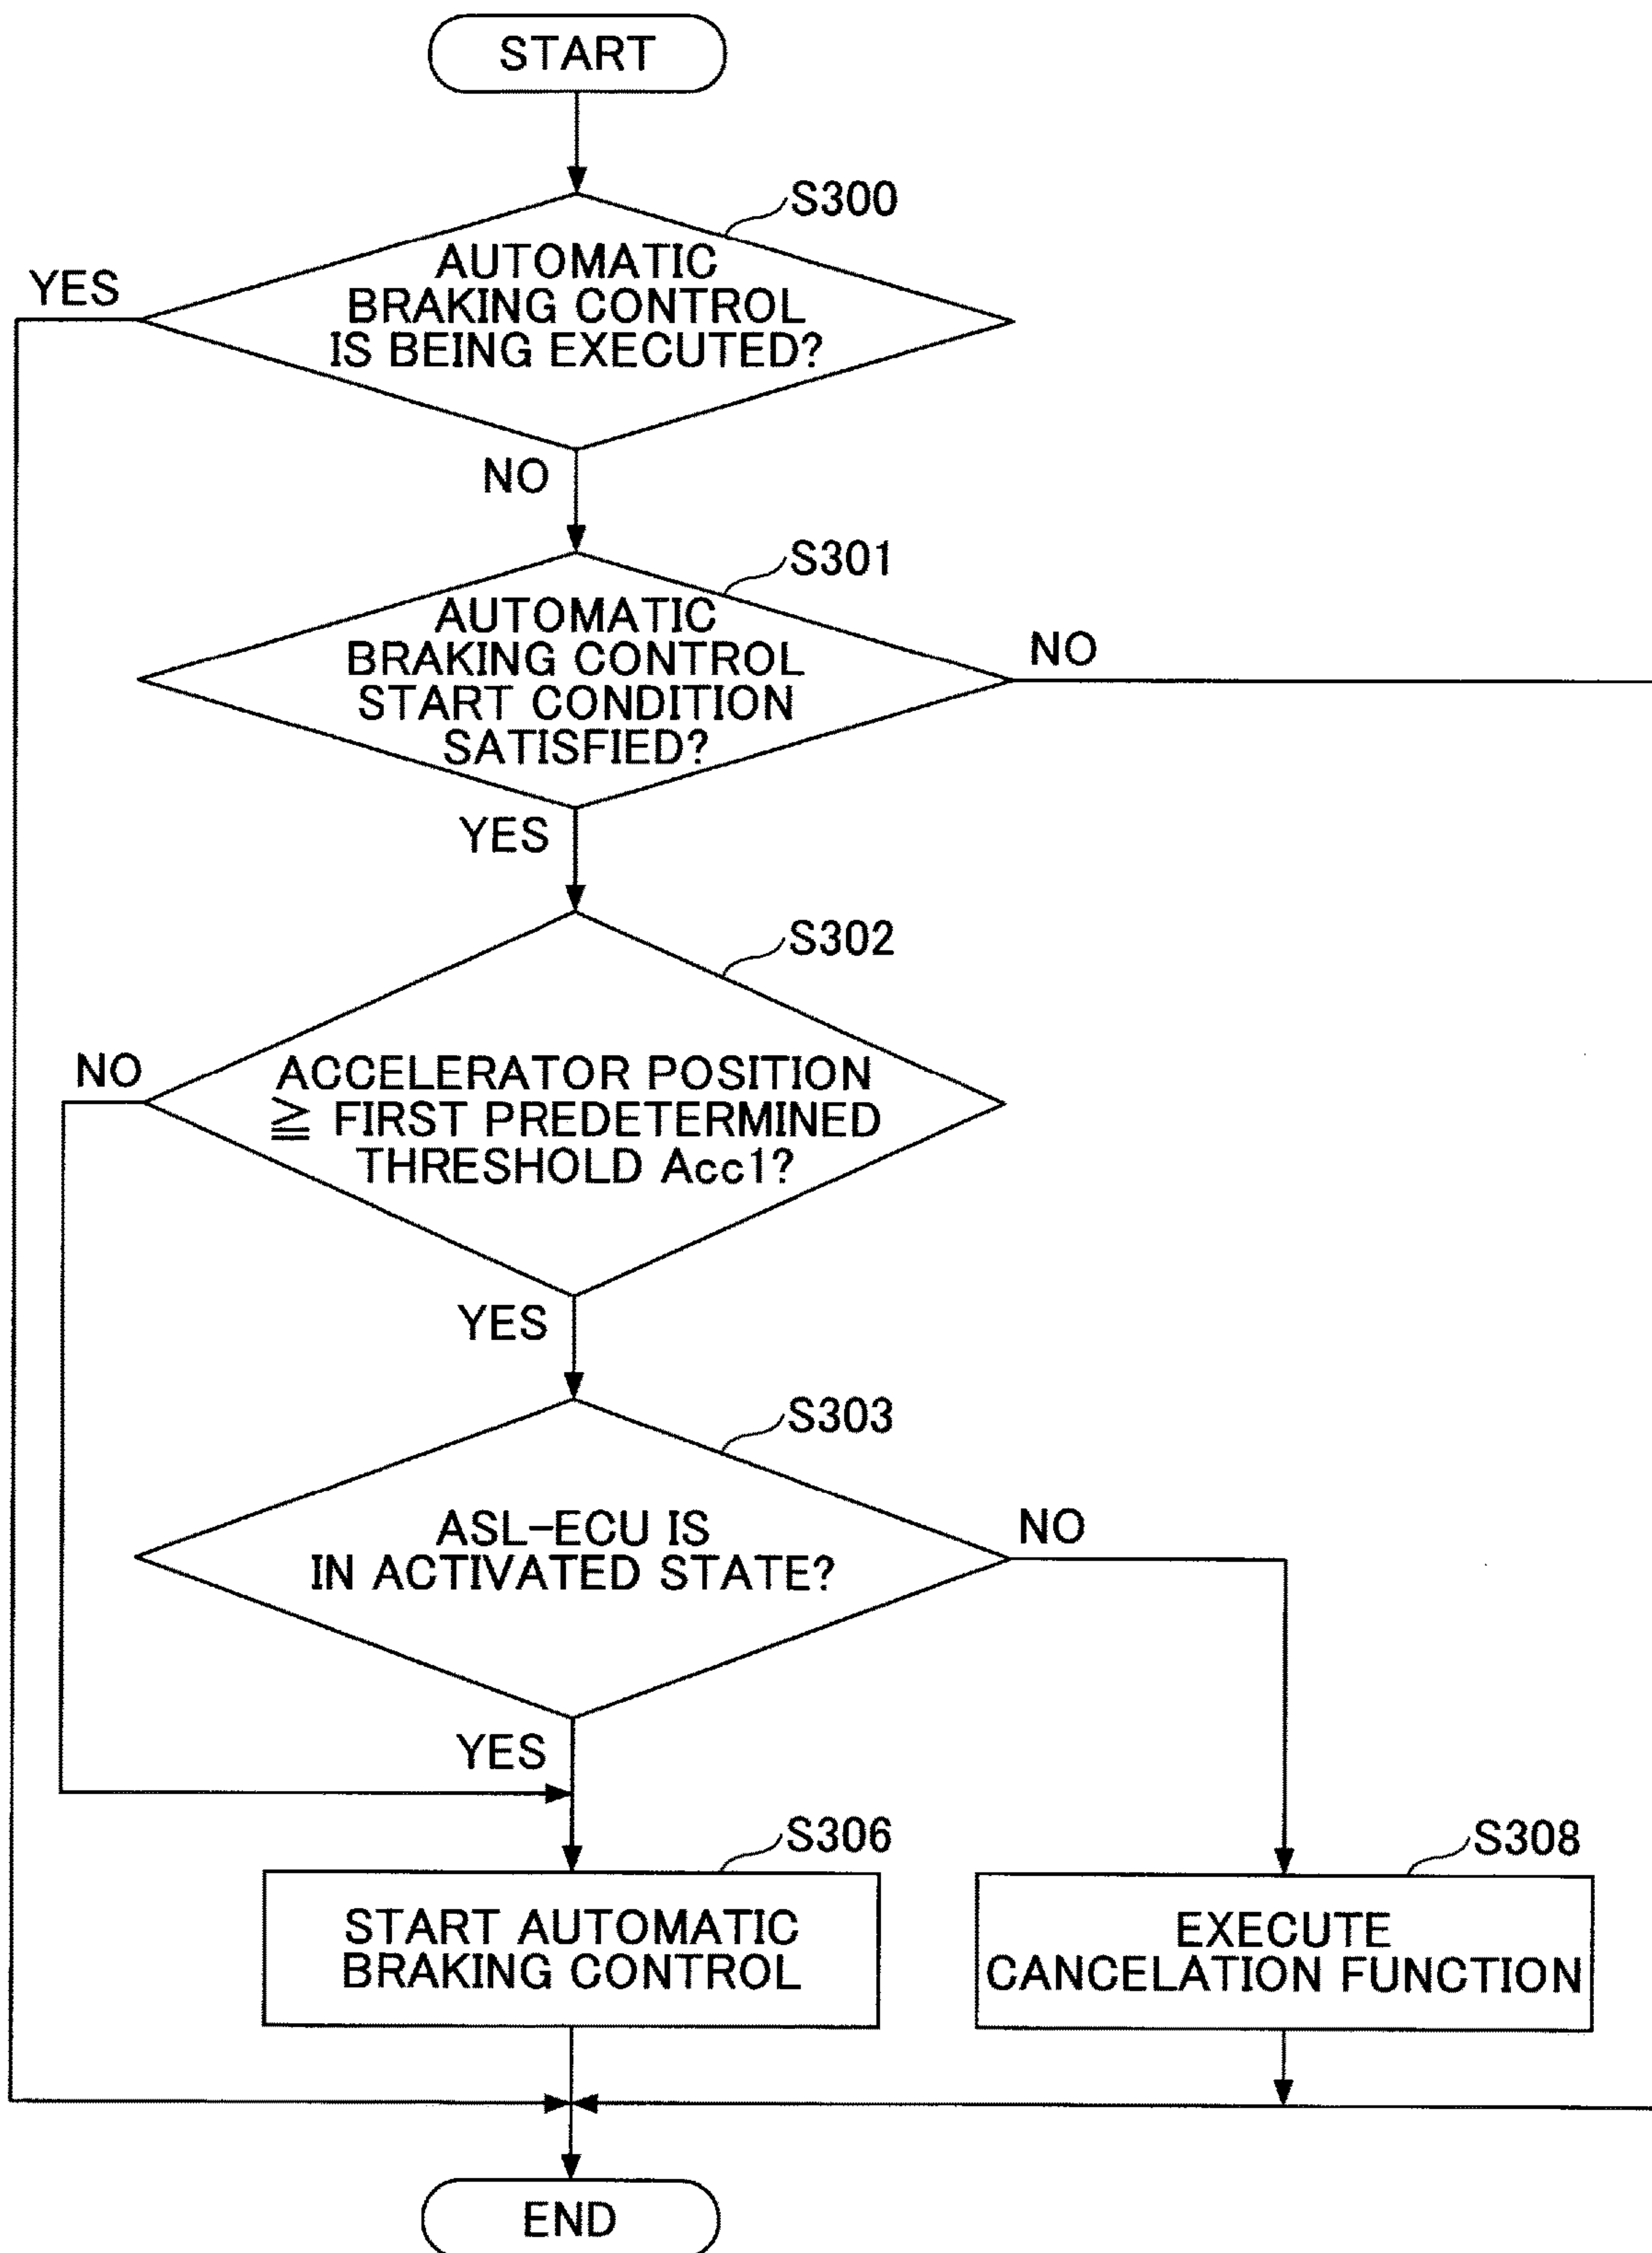 START
S300
AUTOMATIC
BRAKING CONTROL
IS BEING EXECUTED?
YES
NO
S301
AUTOMATIC
BRAKING CONTROL
START CONDITION
SATISFIED?
NO
YES
S302
ACCELERATOR POSITION
≧ FIRST PREDETERMINED
THRESHOLD Acc1?
NO
YES
S303
ASL-ECU IS
IN ACTIVATED STATE?
NO
YES
S306
START AUTOMATIC
BRAKING CONTROL
S308
EXECUTE
CANCELATION FUNCTION
END